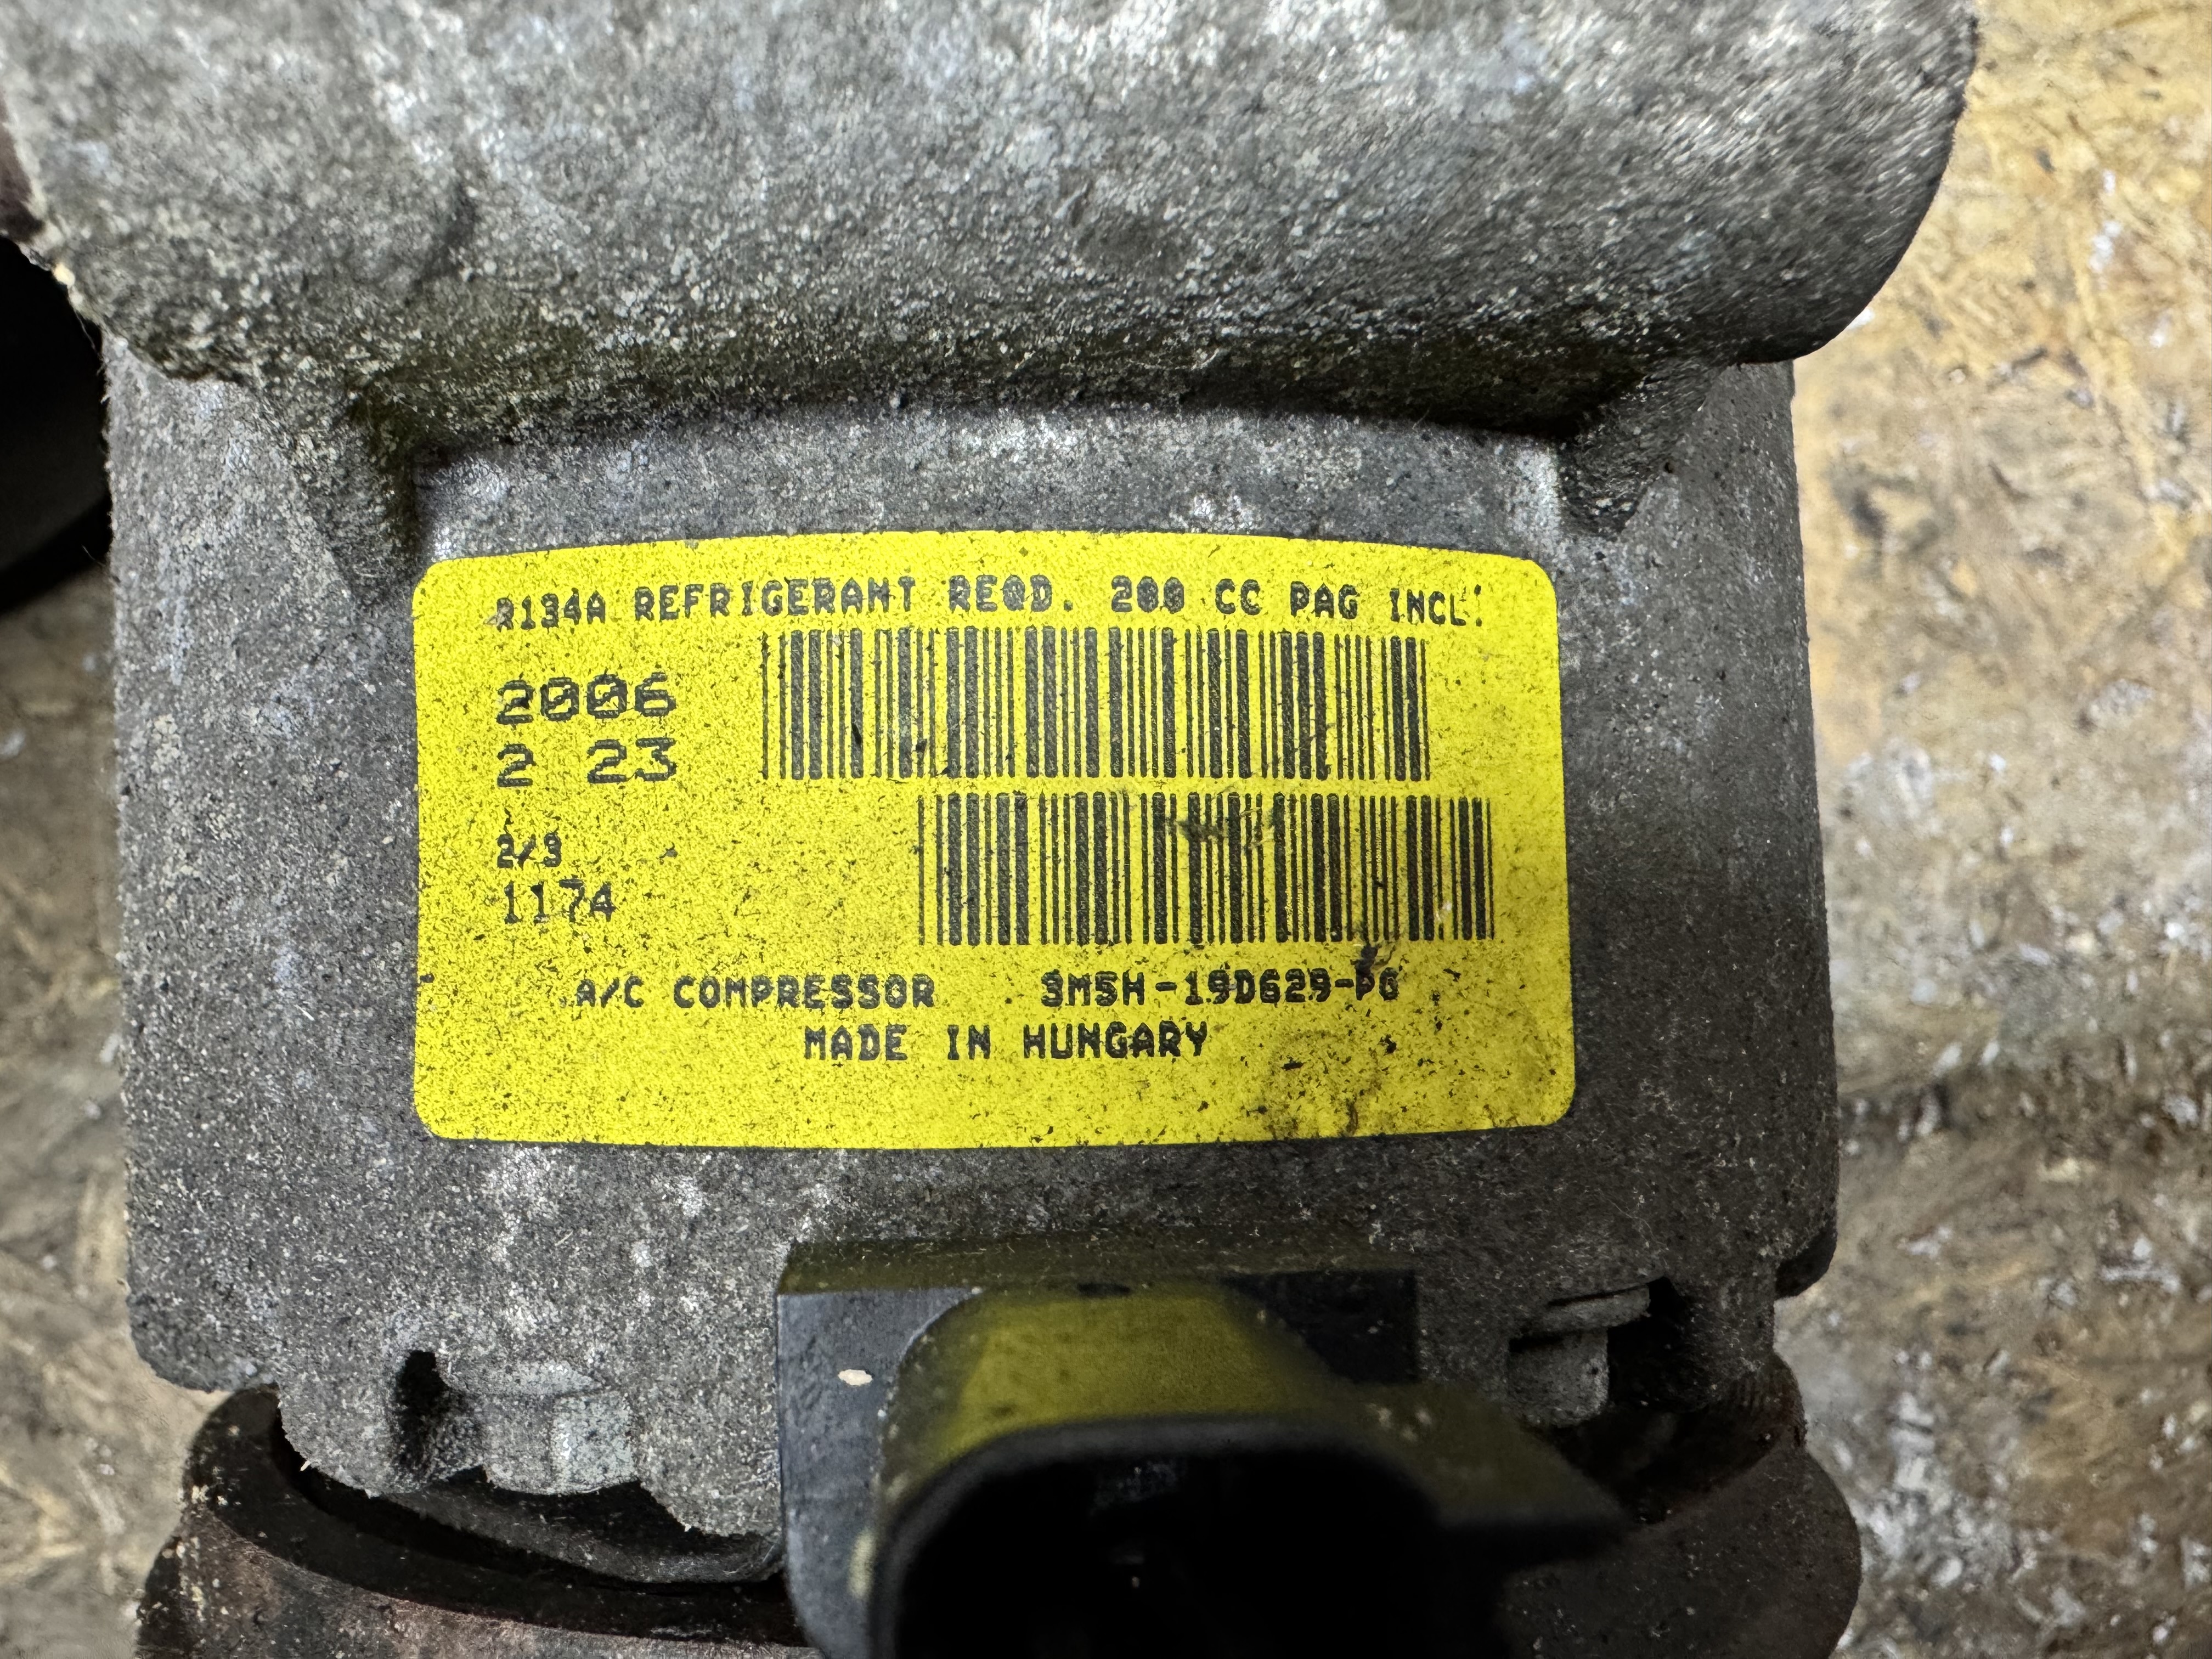 R134A REFRIGERANT REQD. 200 CC PAG INCL.
2006
2 23
2/3
1174
A/C COMPRESSOR 3M5H-19D629-PG
MADE IN HUNGARY